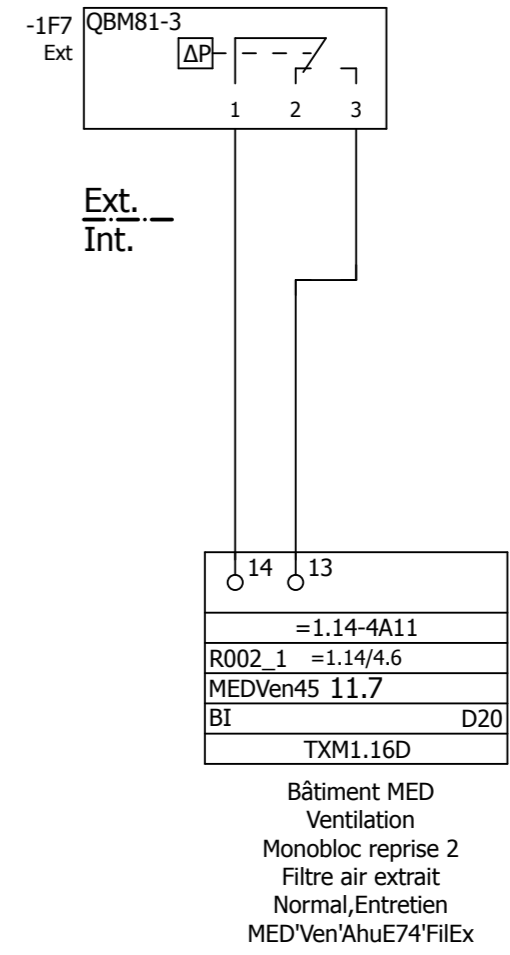 -1F7 QBM81-3
Ext ΔP
1 2 3
Ext.
Int.
14 13
=1.14-4A11
R002_1 =1.14/4.6
MEDVen45 11.7
BI D20
TXM1.16D
Bâtiment MED
Ventilation
Monobloc reprise 2
Filtre air extrait
Normal,Entretien
MED'Ven'AhuE74'FilEx